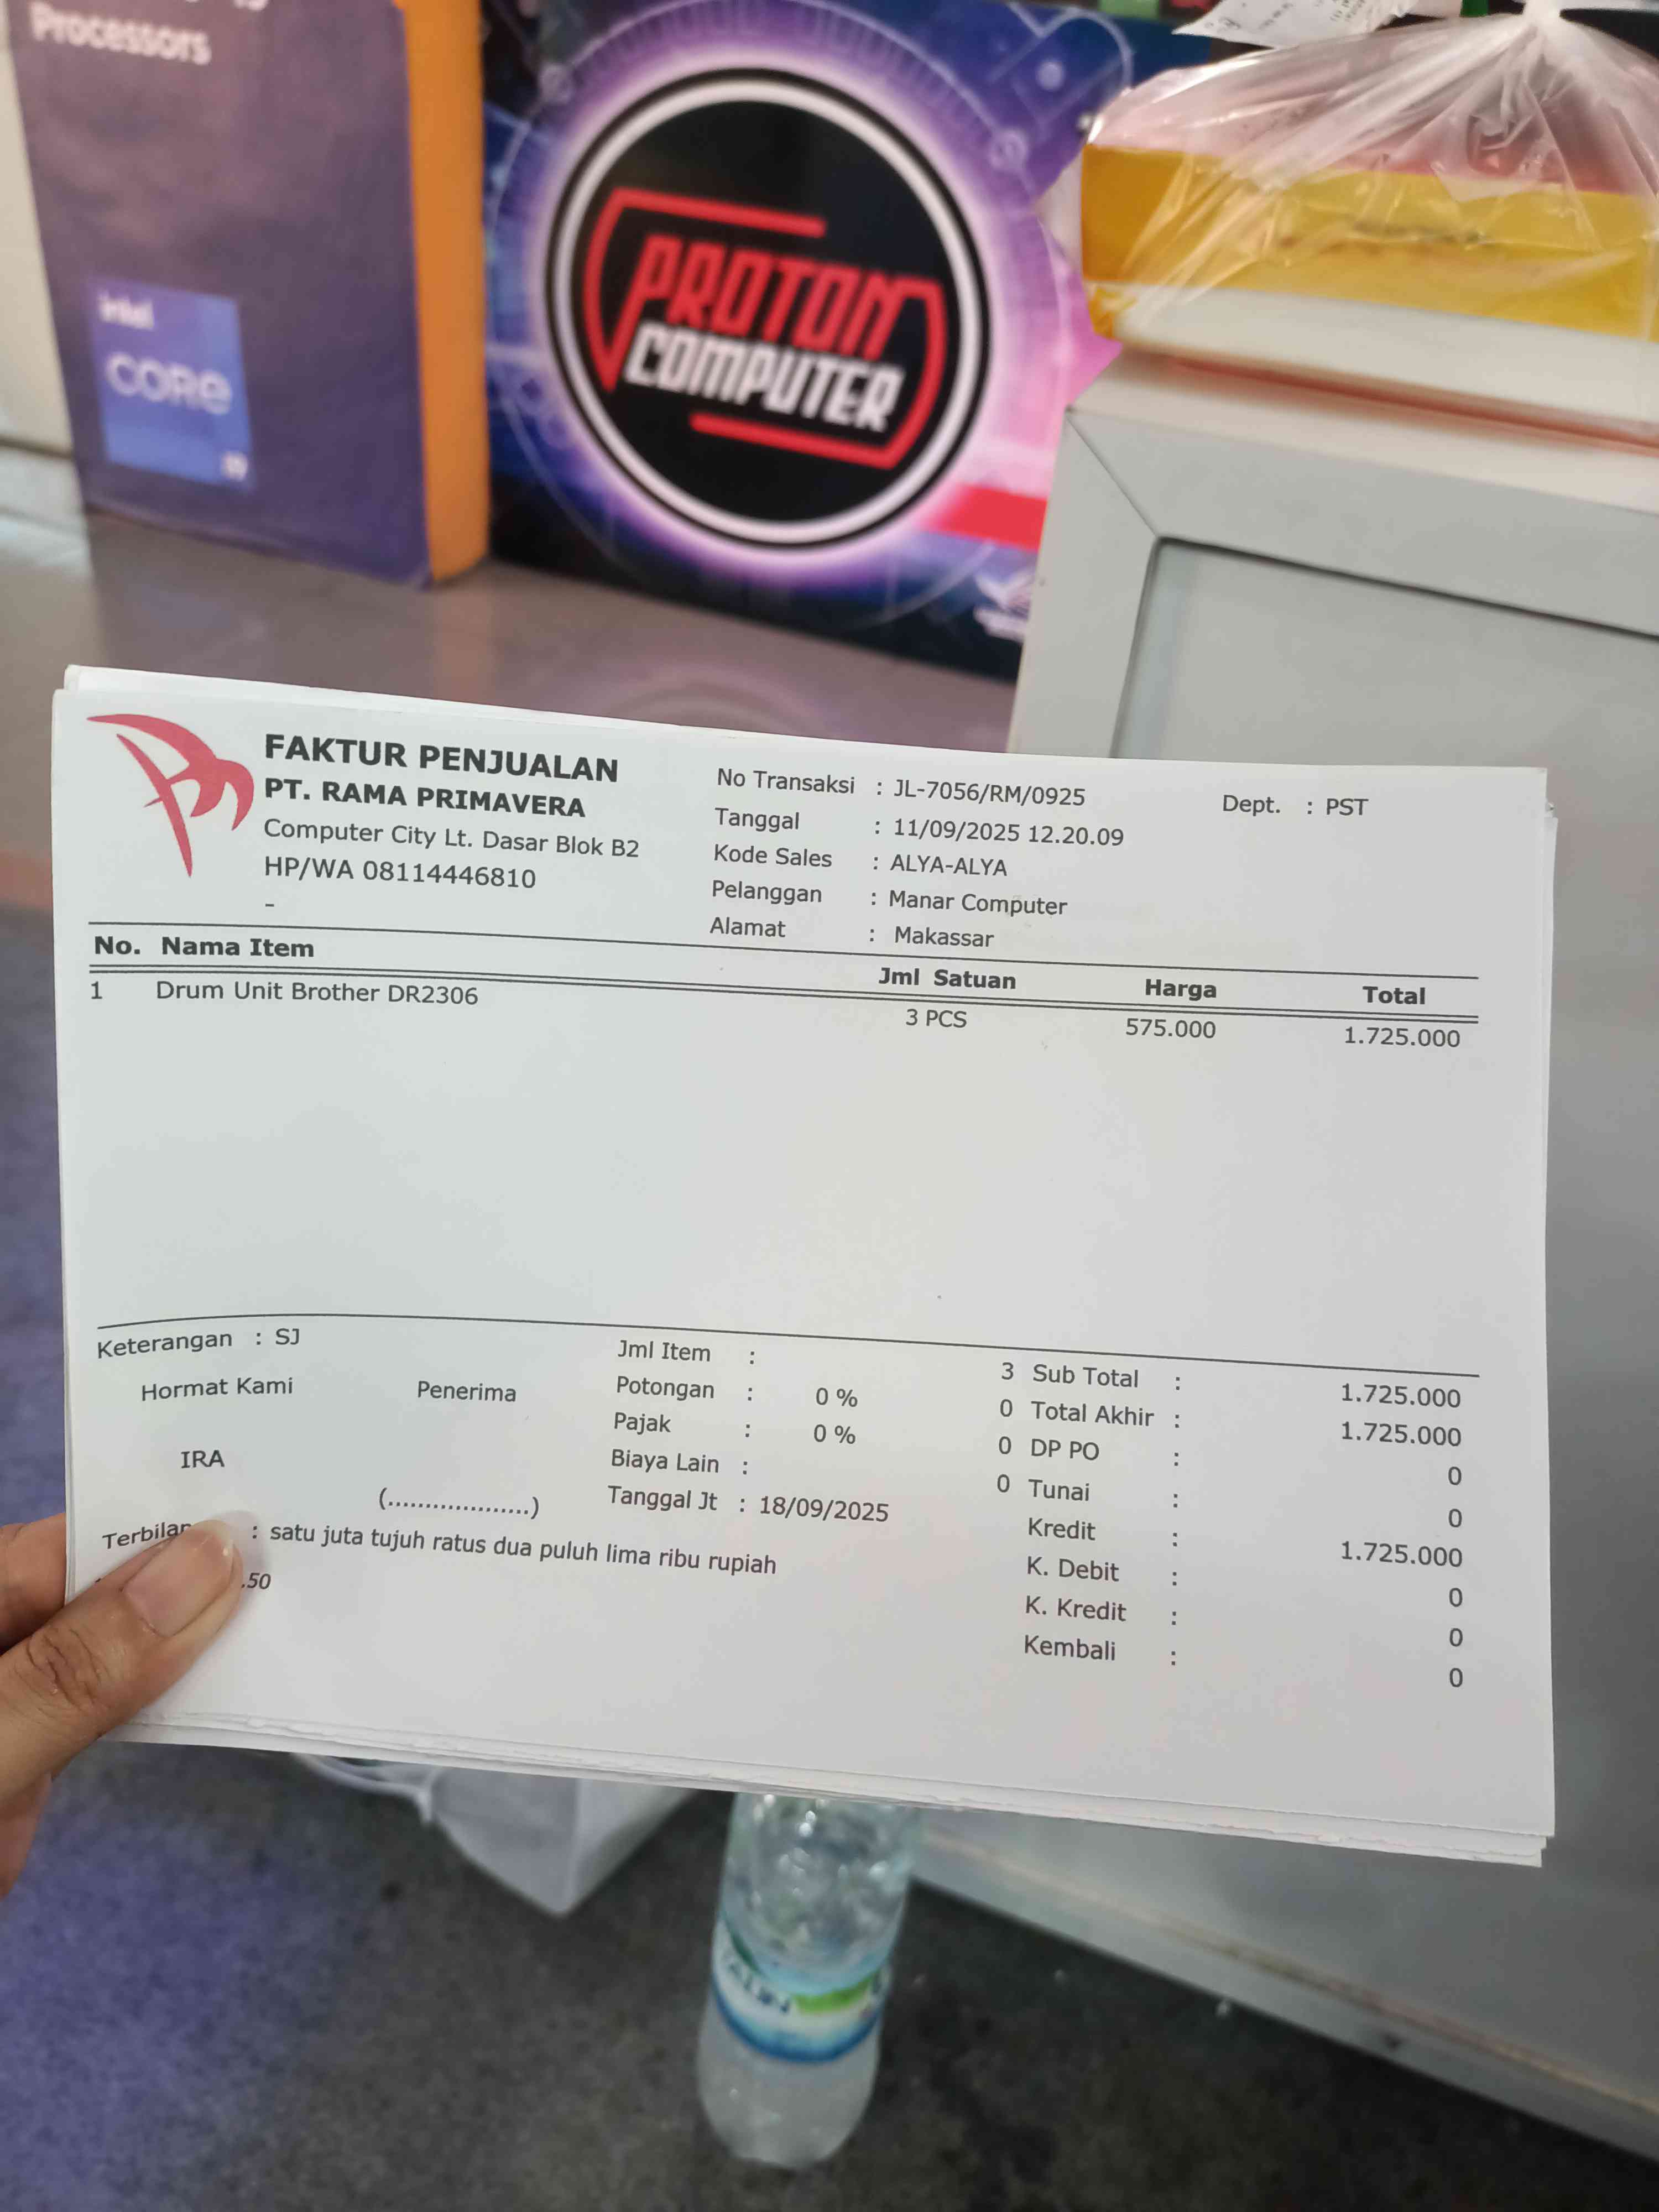 Processors
intel
CORe
i9
PROTON
COMPUTER
FAKTUR PENJUALAN
PT. RAMA PRIMAVERA
Computer City Lt. Dasar Blok B2
HP/WA 08114446810
-
No Transaksi : JL-7056/RM/0925 Dept. : PST
Tanggal : 11/09/2025 12.20.09
Kode Sales : ALYA-ALYA
Pelanggan : Manar Computer
Alamat : Makassar
No. Nama Item Jml Satuan Harga Total
1 Drum Unit Brother DR2306 3 PCS 575.000 1.725.000
Keterangan : SJ
Hormat Kami Penerima
IRA
(...................)
Jml Item : 3
Potongan : 0 % 0
Pajak : 0 % 0
Biaya Lain : 0
Tanggal Jt : 18/09/2025
Sub Total : 1.725.000
Total Akhir : 1.725.000
DP PO : 0
Tunai : 0
Kredit : 1.725.000
K. Debit : 0
K. Kredit : 0
Kembali : 0
: satu juta tujuh ratus dua puluh lima ribu rupiah
.50